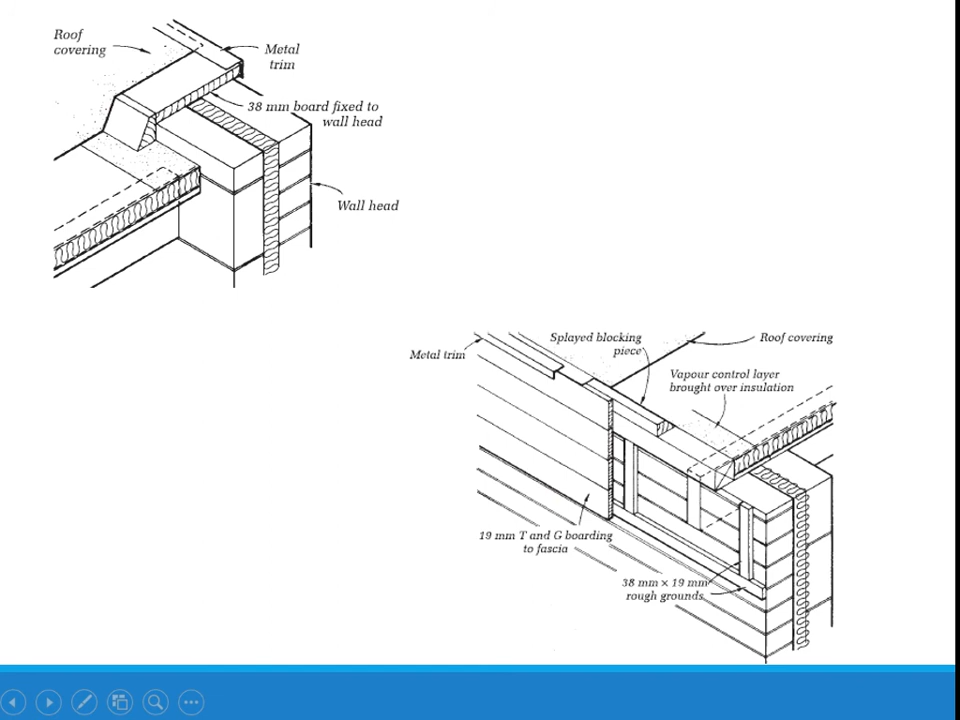 Roof
covering
Metal
trim
38 mm board fixed to
wall head
Wall head
Metal trim
Splayed blocking
piece
Roof covering
Vapour control layer
brought over insulation
19 mm T and G boarding
to fascia
38 mm × 19 mm
rough grounds